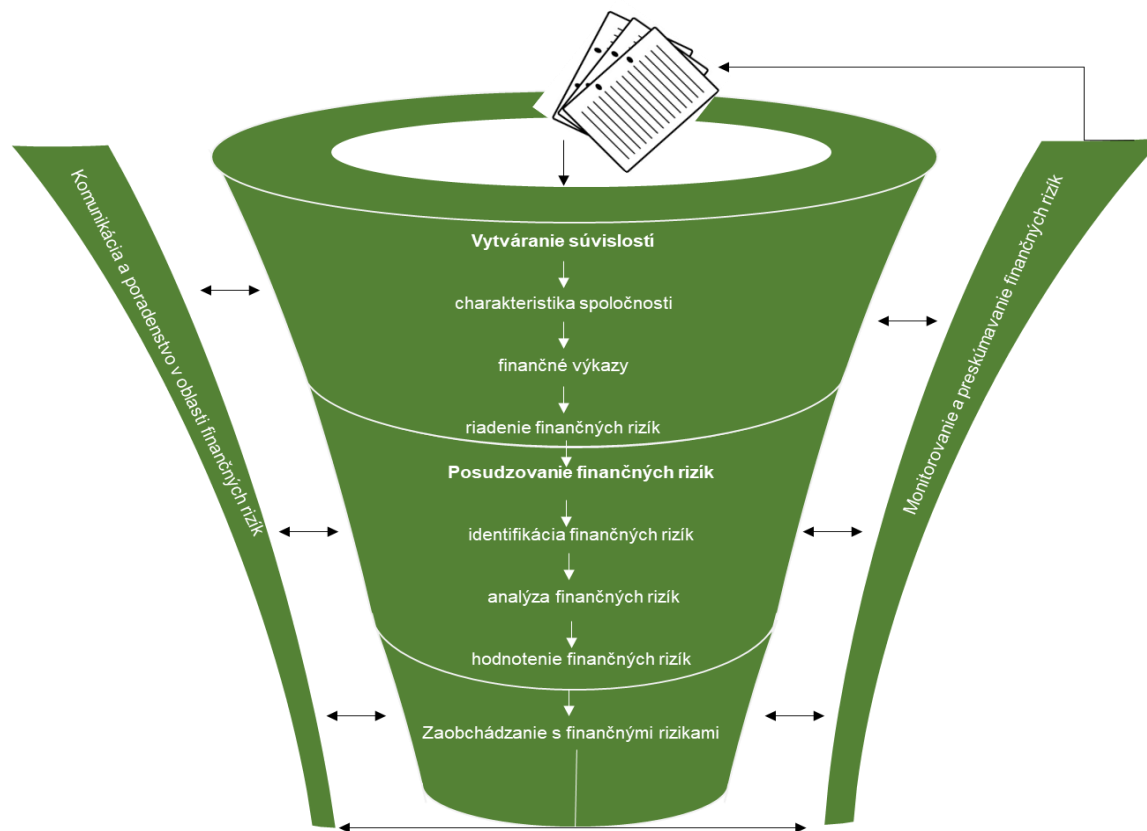 Vytváranie súvislostí
charakteristika spoločnosti
finančné výkazy
riadenie finančných rizík
Posudzovanie finančných rizík
identifikácia finančných rizík
analýza finančných rizík
hodnotenie finančných rizík
Zaobchádzanie s finančnými rizikami
Komunikácia a poradenstvo v oblasti finančných rizík
Monitorovanie a preskúmavanie finančných rizík